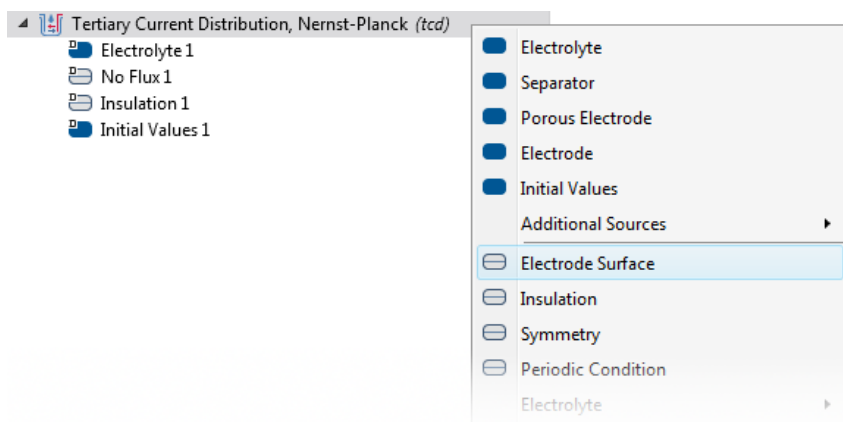 Tertiary Current Distribution, Nernst-Planck (tcd)
D Electrolyte 1
D No Flux 1
D Insulation 1
D Initial Values 1
Electrolyte
Separator
Porous Electrode
Electrode
Initial Values
Additional Sources
Electrode Surface
Insulation
Symmetry
Periodic Condition
Electrolyte